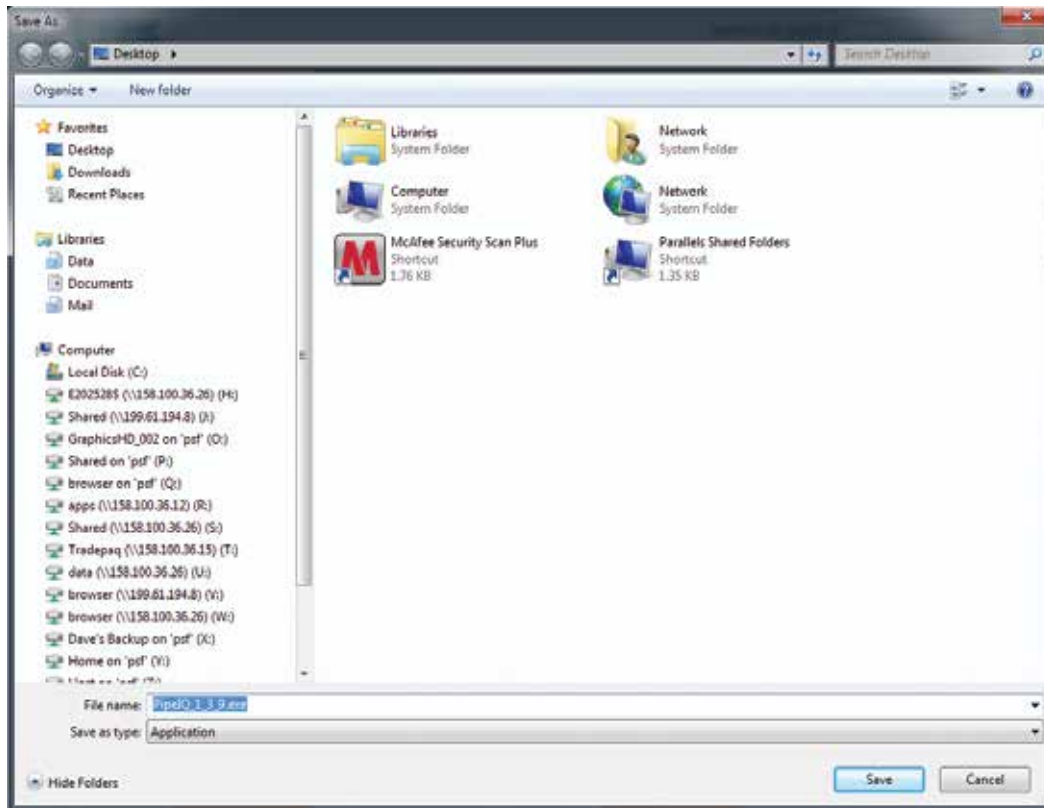 Save As
Desktop
Search Desktop
Organize
New folder
Favorites
Desktop
Downloads
Recent Places
Libraries
Data
Documents
Mail
Computer
Local Disk (C:)
E2025285 (\\158.100.36.26) (H:)
Shared (\\199.61.194.8) (J:)
GraphicsHD_002 on 'psf' (O:)
Shared on 'psf' (P:)
browser on 'psf' (Q:)
apps (\\158.100.36.12) (R:)
Shared (\\158.100.36.26) (S:)
Tradepaq (\\158.100.36.15) (T:)
data (\\158.100.36.26) (U:)
browser (\\199.61.194.8) (V:)
browser (\\158.100.36.26) (W:)
Dave's Backup on 'psf' (X:)
Home on 'psf' (Y:)
Libraries
System Folder
Network
System Folder
Computer
System Folder
Network
System Folder
McAfee Security Scan Plus
Shortcut
1.76 KB
Parallels Shared Folders
Shortcut
1.35 KB
File name: PipeIQ_1_3_9.exe
Save as type: Application
Hide Folders
Save
Cancel